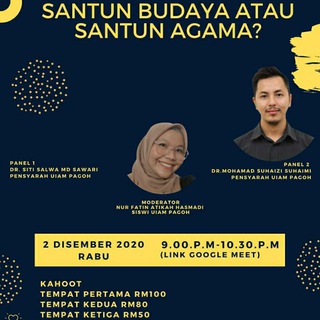 SANTUN BUDAYA ATAU
SANTUN AGAMA?
PANEL 1
DR. SITI SALWA MD SAWARI
PENSYARAH UIAM PAGOH
PANEL 2
DR.MOHAMAD SUHAIZI SUHAIMI
PENSYARAH UIAM PAGOH
MODERATOR
NUR FATIN ATIKAH HASMADI
SISWI UIAM PAGOH
2 DISEMBER 2020
RABU
9.00.P.M-10.30.P.M
(LINK GOOGLE MEET)
KAHOOT
TEMPAT PERTAMA RM100
TEMPAT KEDUA RM80
TEMPAT KETIGA RM50